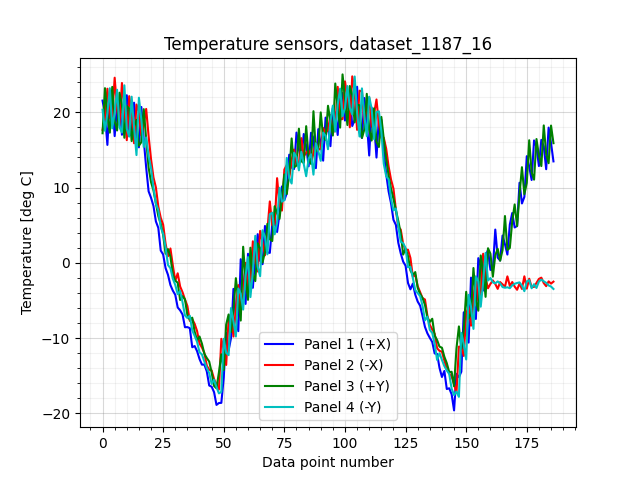 Temperature sensors, dataset_1187_16
Temperature [deg C]
20
10
0
−10
−20
Panel 1 (+X)
Panel 2 (-X)
Panel 3 (+Y)
Panel 4 (-Y)
0 25 50 75 100 125 150 175
Data point number